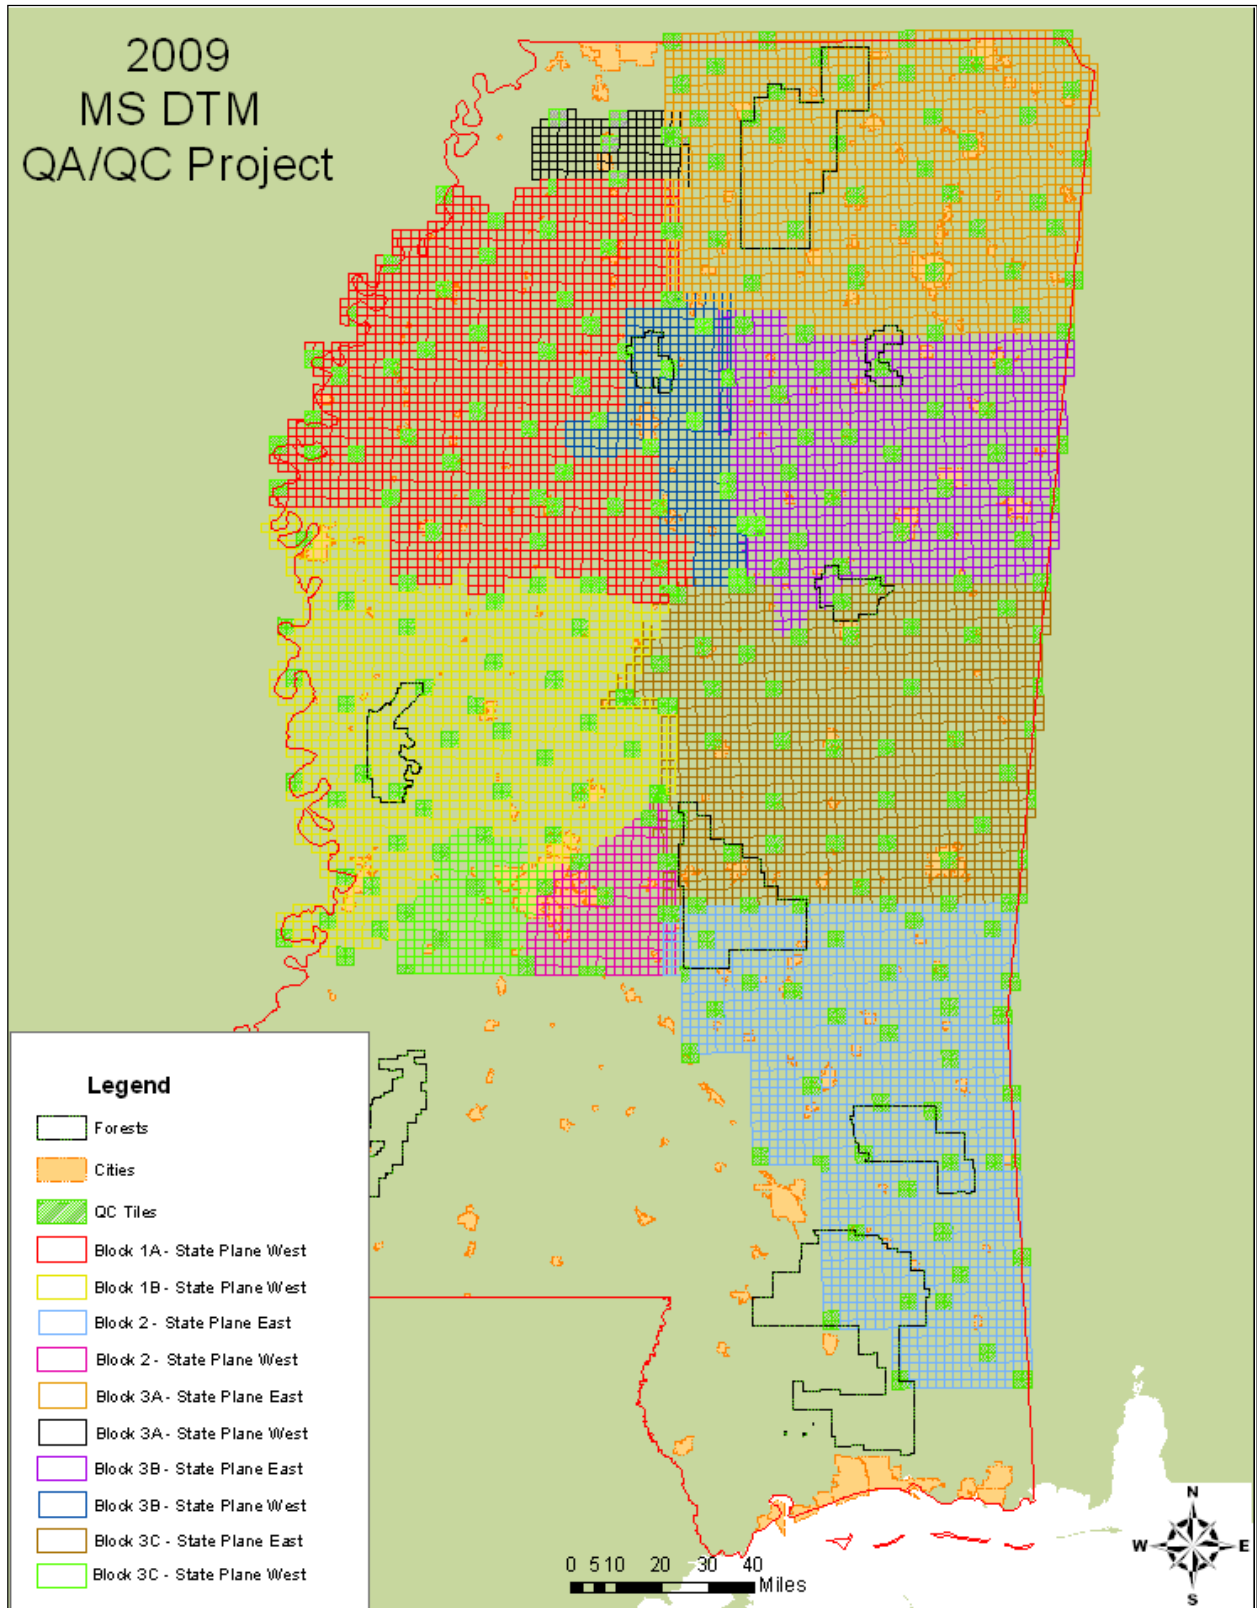 2009
MS DTM
QA/QC Project
Legend
Forests
Cities
QC Tiles
Block 1A - State Plane West
Block 1B - State Plane West
Block 2 - State Plane East
Block 2 - State Plane West
Block 3A - State Plane East
Block 3A - State Plane West
Block 3B - State Plane East
Block 3B - State Plane West
Block 3C - State Plane East
Block 3C - State Plane West
0 5 10 20 30 40
Miles
N
W E
S